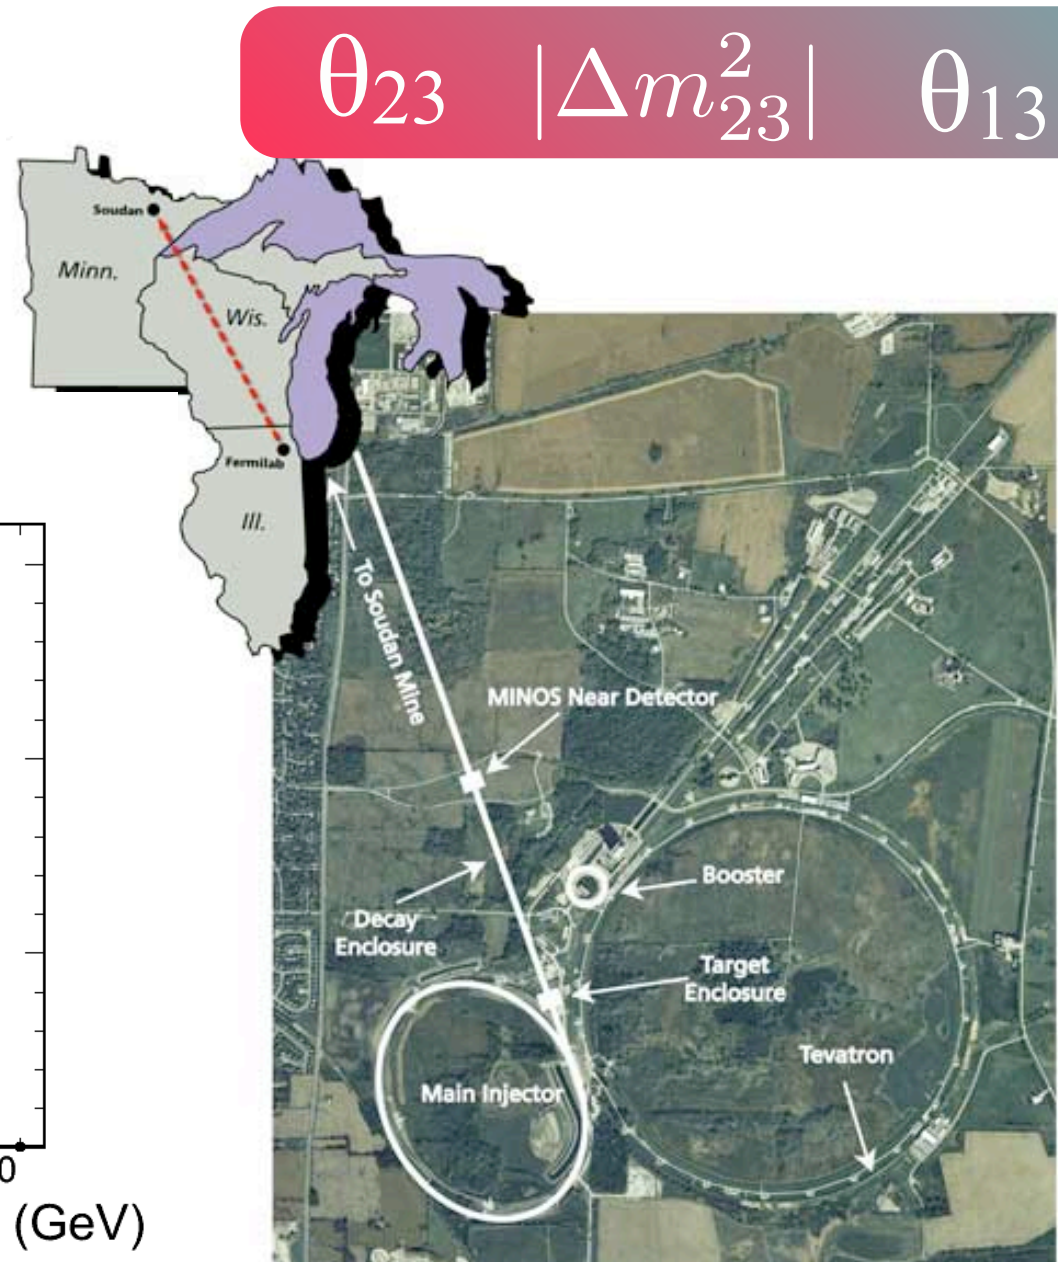 θ₂₃ |Δm²₂₃| θ₁₃
Soudan
Minn.
Wis.
Fermilab
Ill.
To Soudan Mine
MINOS Near Detector
Booster
Decay
Enclosure
Target
Enclosure
Tevatron
Main Injector
0
(GeV)